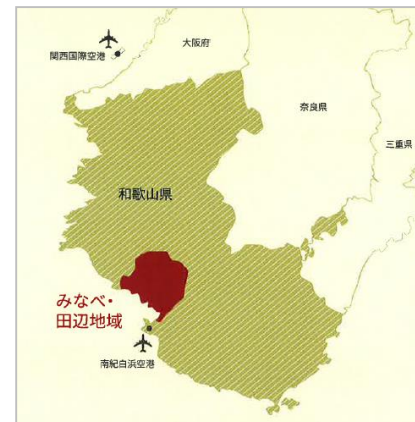 大阪府
関西国際空港
奈良県
三重県
和歌山県
みなべ・
田辺地域
南紀白浜空港